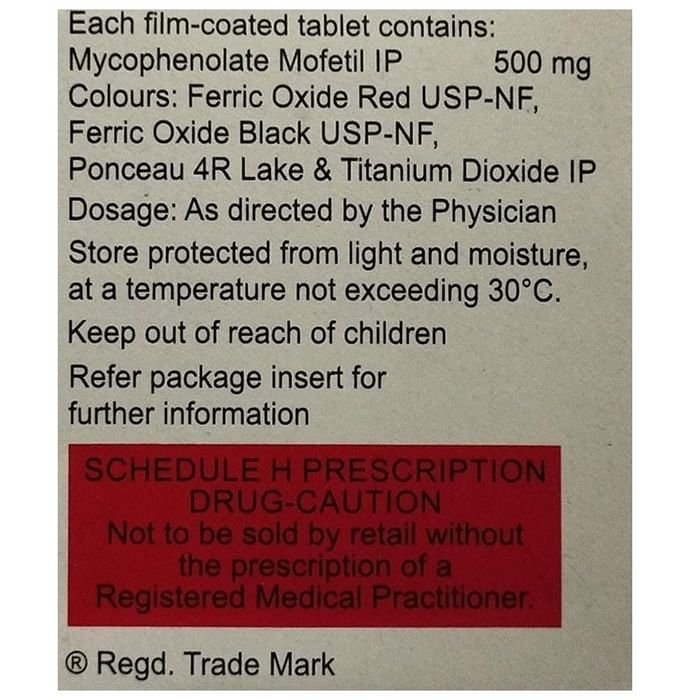 Each film-coated tablet contains:
Mycophenolate Mofetil IP 500 mg
Colours: Ferric Oxide Red USP-NF,
Ferric Oxide Black USP-NF,
Ponceau 4R Lake & Titanium Dioxide IP
Dosage: As directed by the Physician
Store protected from light and moisture,
at a temperature not exceeding 30°C.
Keep out of reach of children
Refer package insert for
further information
SCHEDULE H PRESCRIPTION
DRUG-CAUTION
Not to be sold by retail without
the prescription of a
Registered Medical Practitioner.
® Regd. Trade Mark